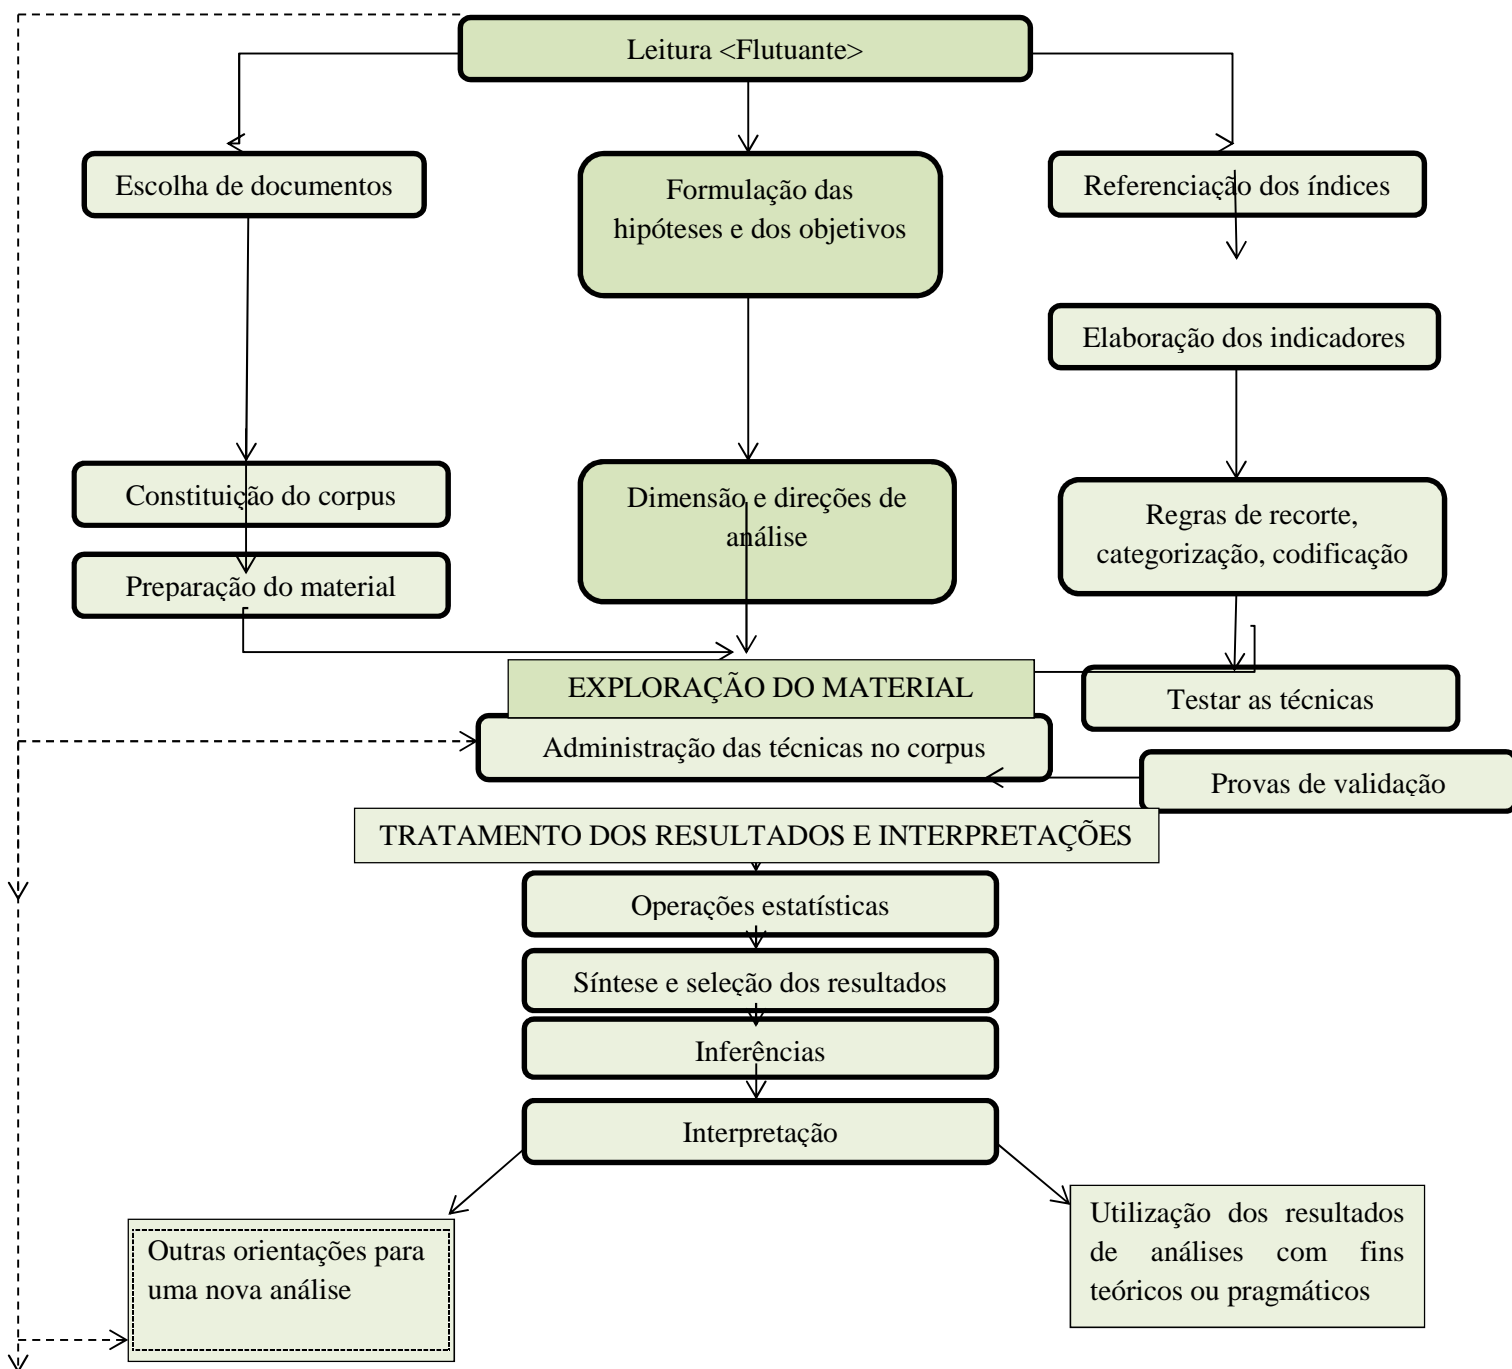 Leitura <Flutuante>
Escolha de documentos
Formulação das
hipóteses e dos objetivos
Referenciação dos índices
Elaboração dos indicadores
Constituição do corpus
Dimensão e direções de
análise
Regras de recorte,
categorização, codificação
Preparação do material
EXPLORAÇÃO DO MATERIAL
Testar as técnicas
Administração das técnicas no corpus
Provas de validação
TRATAMENTO DOS RESULTADOS E INTERPRETAÇÕES
Operações estatísticas
Síntese e seleção dos resultados
Inferências
Interpretação
Outras orientações para
uma nova análise
Utilização dos resultados
de análises com fins
teóricos ou pragmáticos